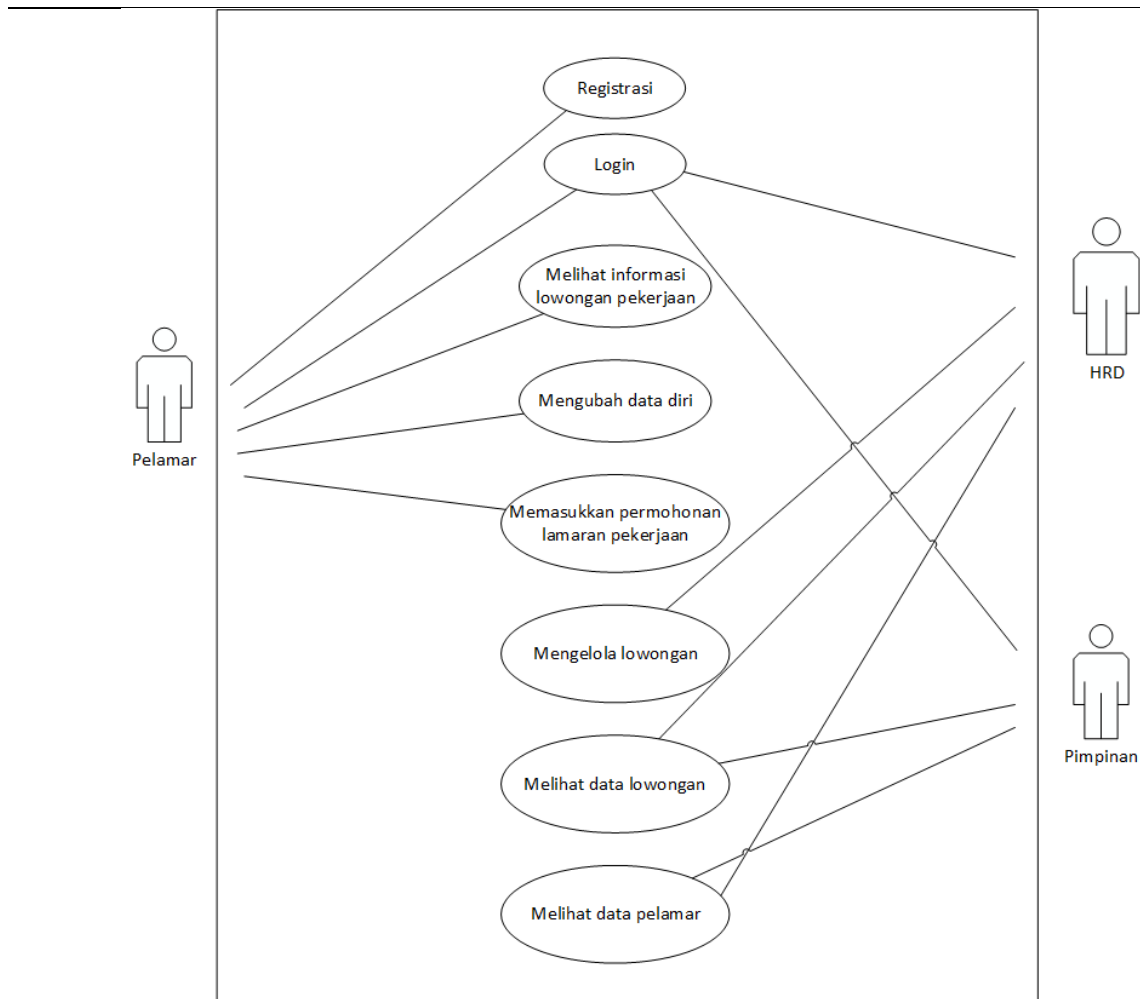 Registrasi
Login
Melihat informasi
lowongan pekerjaan
HRD
Mengubah data diri
Pelamar
Memasukkan permohonan
lamaran pekerjaan
Mengelola lowongan
Pimpinan
Melihat data lowongan
Melihat data pelamar